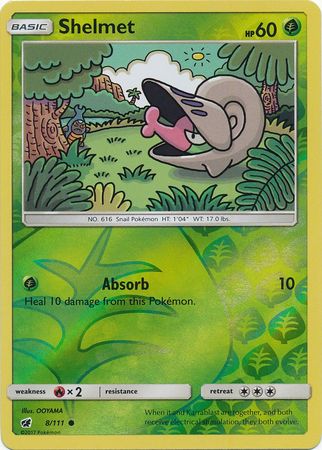 BASIC Shelmet HP60
NO. 616 Snail Pokémon HT: 1'04" WT: 17.0 lbs.
Absorb 10
Heal 10 damage from this Pokémon.
weakness ×2 resistance retreat
Illus. OOYAMA
8/111
©2017 Pokémon
When it and Karrablast are together, and both
receive electrical stimulation, they both evolve.